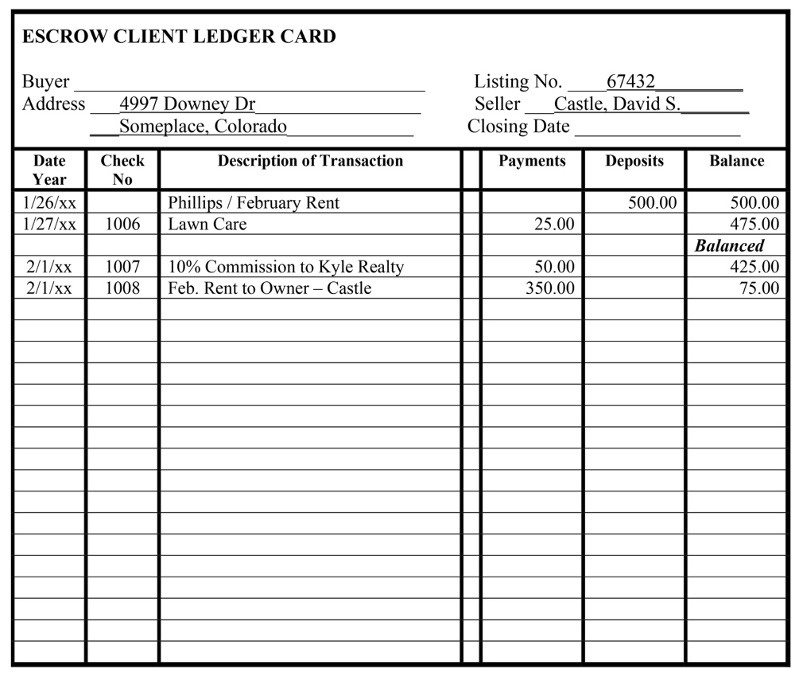 ESCROW CLIENT LEDGER CARD
Buyer Listing No. 67432
Address 4997 Downey Dr Seller Castle, David S.
Someplace, Colorado Closing Date
Date Year Check No Description of Transaction Payments Deposits Balance
1/26/xx Phillips / February Rent 500.00 500.00
1/27/xx 1006 Lawn Care 25.00 475.00
Balanced
2/1/xx 1007 10% Commission to Kyle Realty 50.00 425.00
2/1/xx 1008 Feb. Rent to Owner – Castle 350.00 75.00